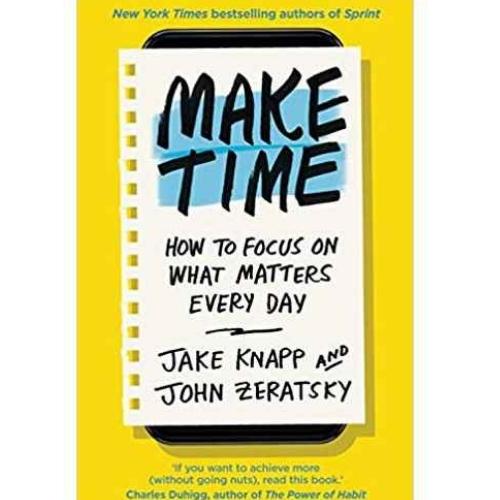 New York Times bestselling authors of Sprint
MAKE
TIME
HOW TO FOCUS ON
WHAT MATTERS
EVERY DAY
JAKE KNAPP AND
JOHN ZERATSKY
'If you want to achieve more
(without going nuts), read this book.'
Charles Duhigg, author of The Power of Habit